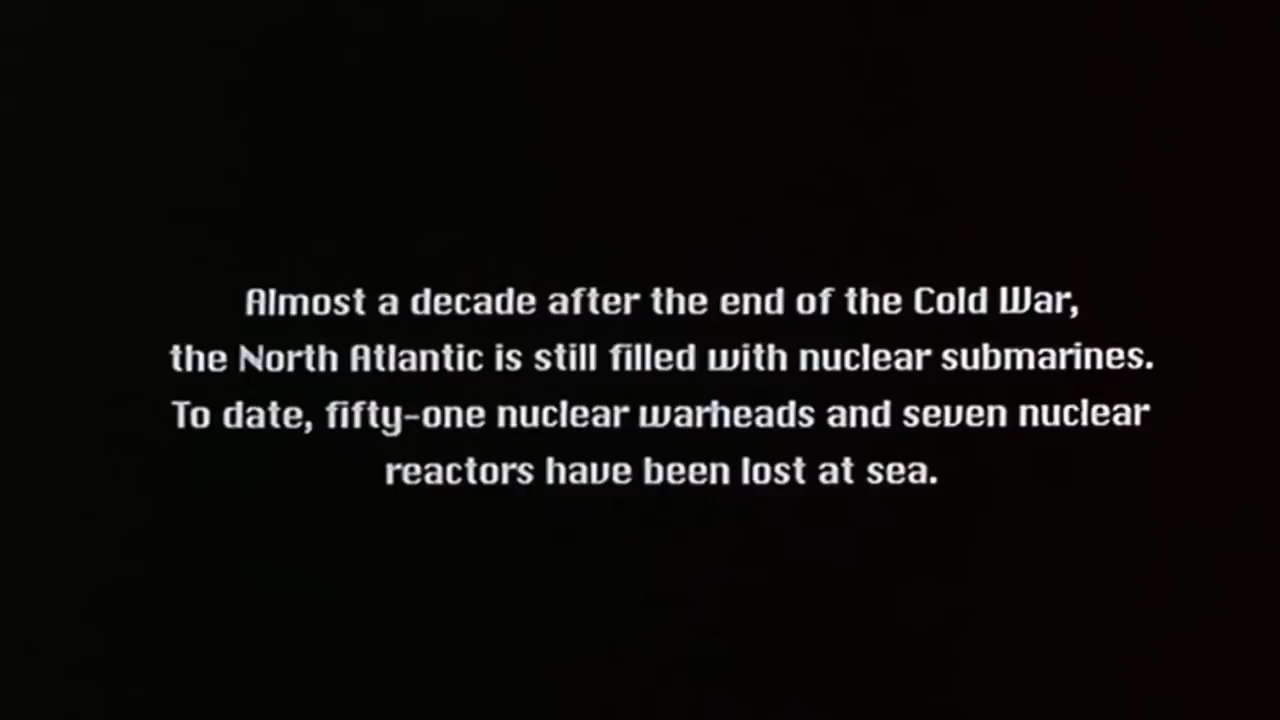 Almost a decade after the end of the Cold War,
the North Atlantic is still filled with nuclear submarines.
To date, fifty-one nuclear warheads and seven nuclear
reactors have been lost at sea.